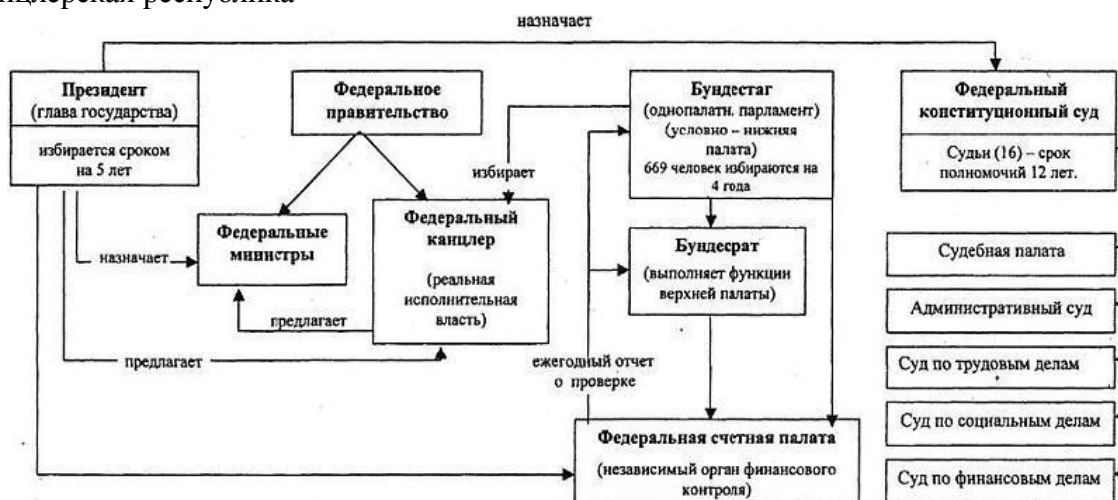 нцлерская республика
назначает
Президент
(глава государства)
избирается сроком
на 5 лет
Федеральное
правительство
Бундестаг
(однопалатн. парламент)
(условно – нижняя
палата)
669 человек избираются на
4 года
Федеральный
конституционный суд
Судьи (16) – срок
полномочий 12 лет.
избирает
Федеральные
министры
Федеральный
канцлер
(реальная
исполнительная
власть)
Бундесрат
(выполняет функции
верхней палаты)
Судебная палата
назначает
предлагает
предлагает
ежегодный отчет
о проверке
Административный суд
Суд по трудовым делам
Суд по социальным делам
Суд по финансовым делам
Федеральная счетная палата
(независимый орган финансового
контроля)